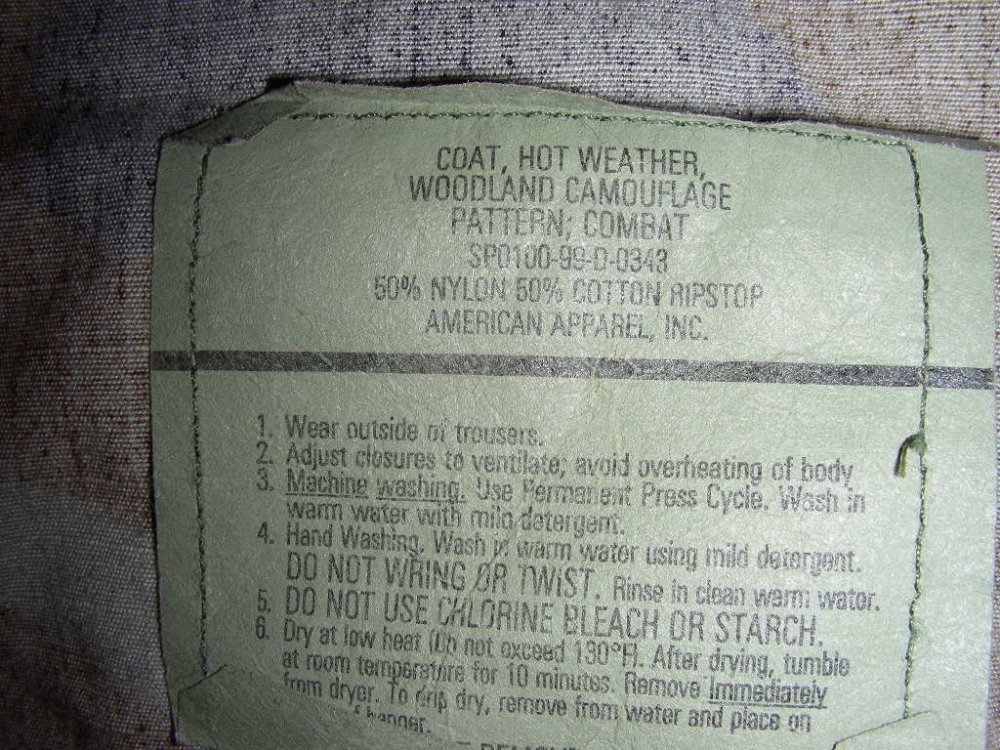 COAT, HOT WEATHER,
WOODLAND CAMOUFLAGE
PATTERN; COMBAT
SP0100-99-D-0343
50% NYLON 50% COTTON RIPSTOP
AMERICAN APPAREL, INC.
1. Wear outside of trousers.
2. Adjust closures to ventilate; avoid overheating of body
3. Machine washing. Use Permanent Press Cycle. Wash in
warm water with mild detergent.
4. Hand Washing. Wash in warm water using mild detergent.
DO NOT WRING OR TWIST. Rinse in clean warm water.
5. DO NOT USE CHLORINE BLEACH OR STARCH.
6. Dry at low heat (Do not exceed 130°F). After drying, tumble
at room temperature for 10 minutes. Remove immediately
from dryer. To drip dry, remove from water and place on
hanger.